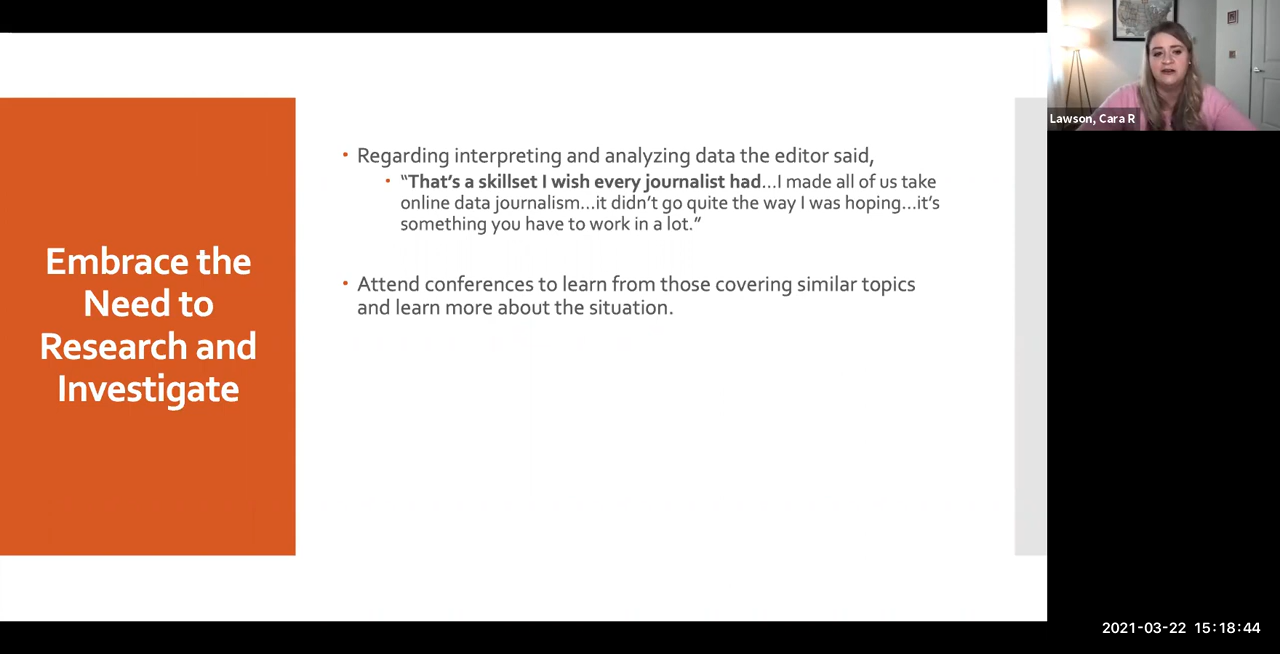 Embrace the
Need to
Research and
Investigate
• Regarding interpreting and analyzing data the editor said,
• “That’s a skillset I wish every journalist had…I made all of us take
online data journalism…it didn’t go quite the way I was hoping…it’s
something you have to work in a lot.”
• Attend conferences to learn from those covering similar topics
and learn more about the situation.
Lawson, Cara R
2021-03-22 15:18:44